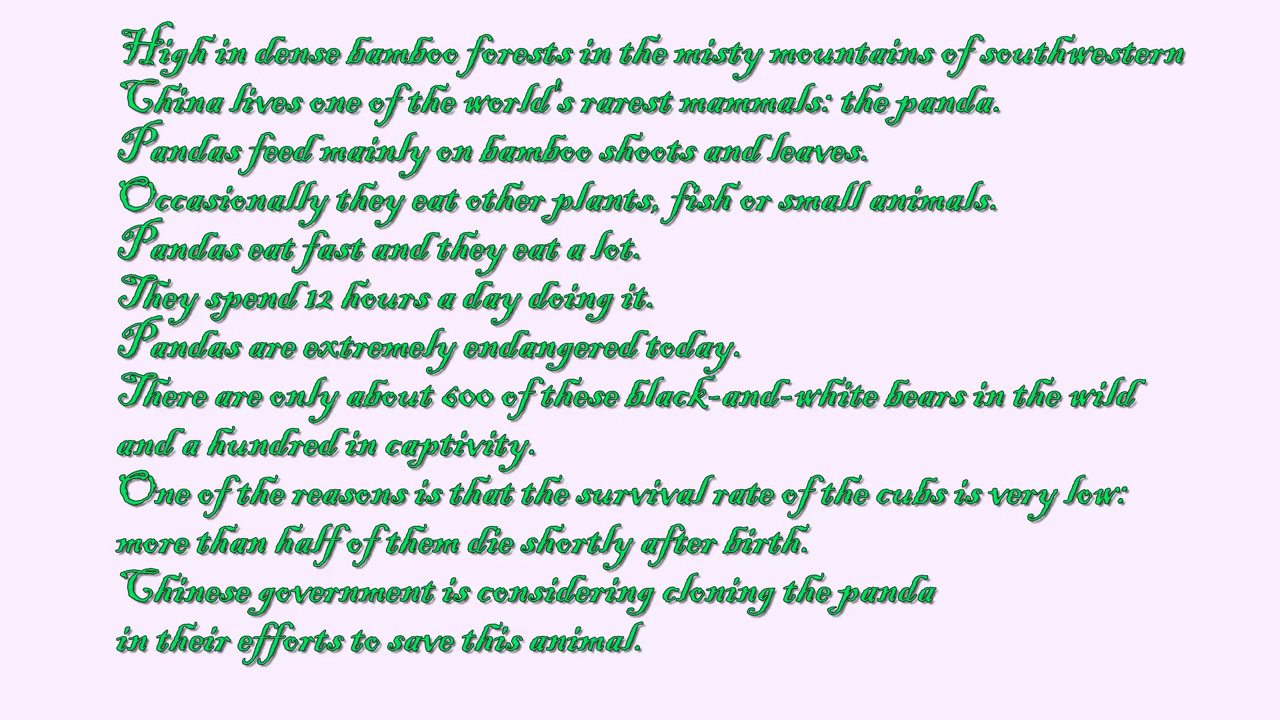 High in dense bamboo forests in the misty mountains of southwestern
China lives one of the world's rarest mammals: the panda.
Pandas feed mainly on bamboo shoots and leaves.
Occasionally they eat other plants, fish or small animals.
Pandas eat fast and they eat a lot.
They spend 12 hours a day doing it.
Pandas are extremely endangered today.
There are only about 600 of these black-and-white bears in the wild
and a hundred in captivity.
One of the reasons is that the survival rate of the cubs is very low:
more than half of them die shortly after birth.
Chinese government is considering cloning the panda
in their efforts to save this animal.